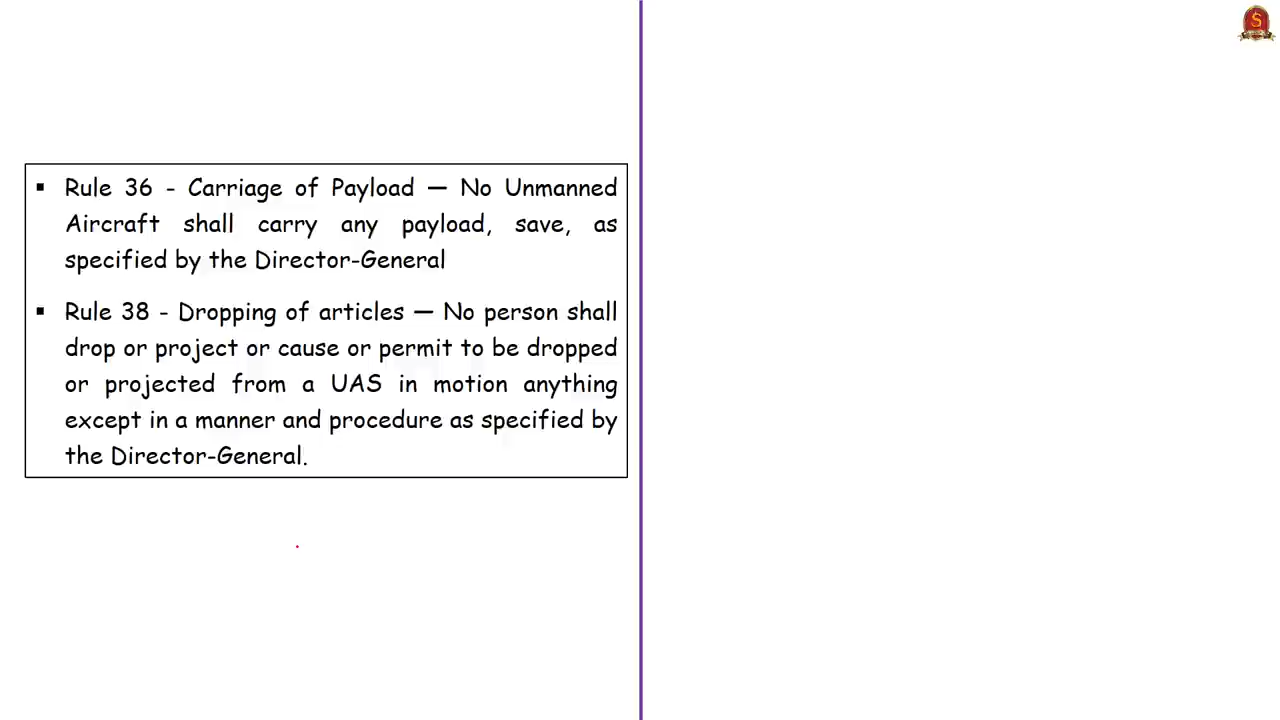 ▪ Rule 36 - Carriage of Payload — No Unmanned
Aircraft shall carry any payload, save, as
specified by the Director-General
▪ Rule 38 - Dropping of articles — No person shall
drop or project or cause or permit to be dropped
or projected from a UAS in motion anything
except in a manner and procedure as specified by
the Director-General.